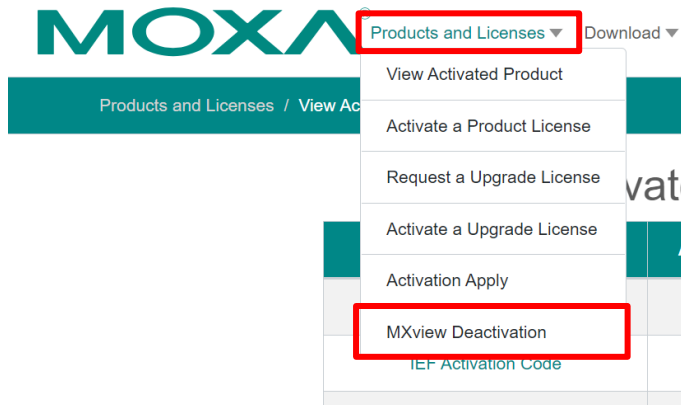 MOXA®
Products and Licenses Download
View Activated Product
Products and Licenses / View Ac
Activate a Product License
Request a Upgrade License
vat
Activate a Upgrade License
Activation Apply
MXview Deactivation
IEF Activation Code